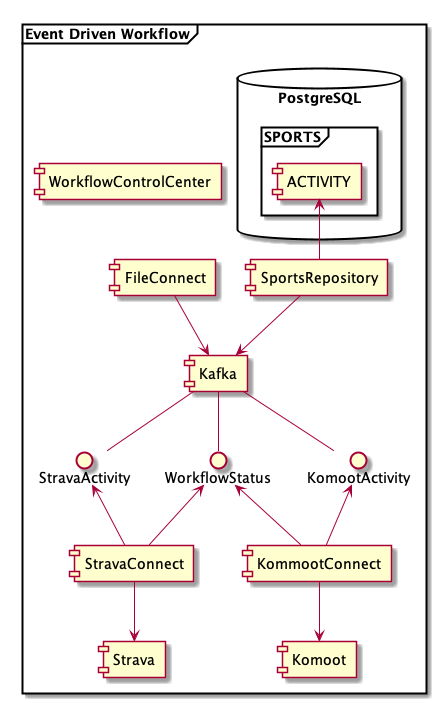 Event Driven Workflow
PostgreSQL
SPORTS
WorkflowControlCenter
ACTIVITY
FileConnect
SportsRepository
Kafka
StravaActivity
WorkflowStatus
KomootActivity
StravaConnect
KommootConnect
Strava
Komoot